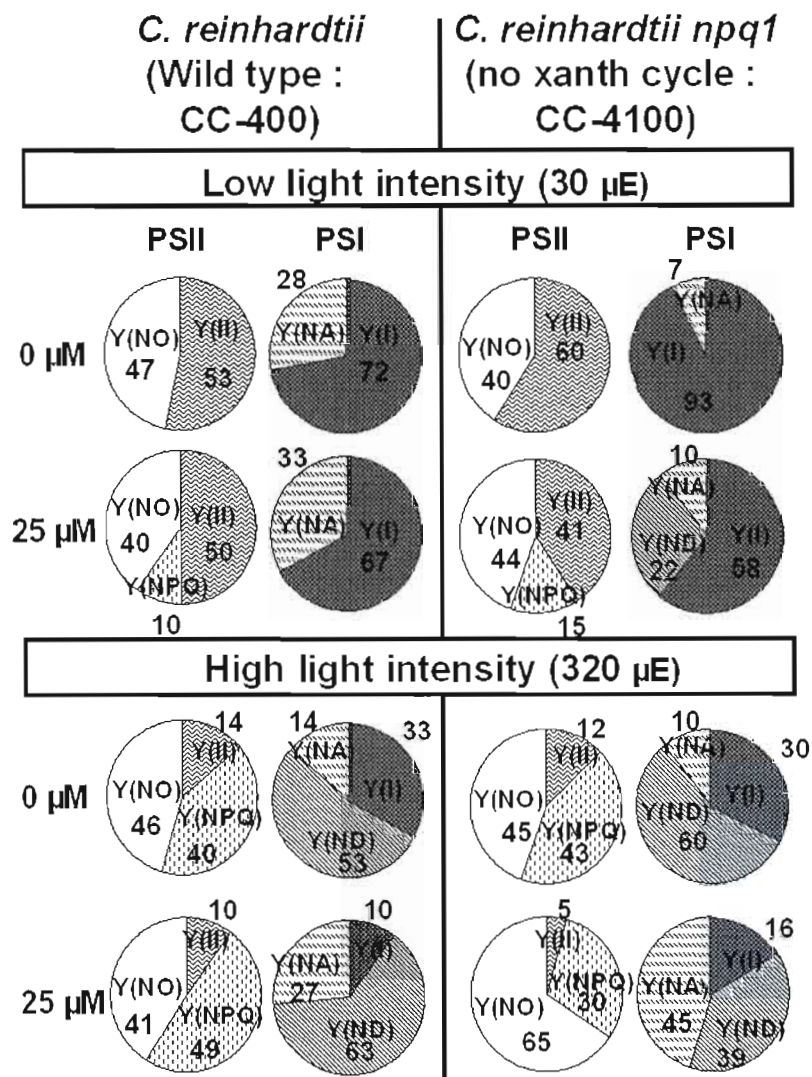 C. reinhardtii C. reinhardtii npq1
(Wild type : (no xanth cycle :
CC-400) CC-4100)
Low light intensity (30 µE)
PSII PSI PSII PSI
0 µM
Y(NO) 47 Y(II) 53
28 Y(NA) Y(I) 72
Y(NO) 40 Y(II) 60
7 Y(NA) Y(I) 93
25 µM
Y(NO) 40 Y(II) 50 Y(NPQ) 10
33 Y(NA) Y(I) 67
Y(NO) 44 Y(II) 41 Y(NPQ) 15
10 Y(NA) Y(ND) 22 Y(I) 58
High light intensity (320 µE)
0 µM
14 Y(II) Y(NO) 46 Y(NPQ) 40
14 Y(NA) 33 Y(I) Y(ND) 53
12 Y(II) Y(NO) 45 Y(NPQ) 43
10 Y(NA) 30 Y(I) Y(ND) 60
25 µM
10 Y(II) Y(NO) 41 Y(NPQ) 49
10 Y(I) Y(NA) 27 Y(ND) 63
5 Y(II) Y(NPQ) 30 Y(NO) 65
16 Y(I) Y(NA) 45 Y(ND) 39